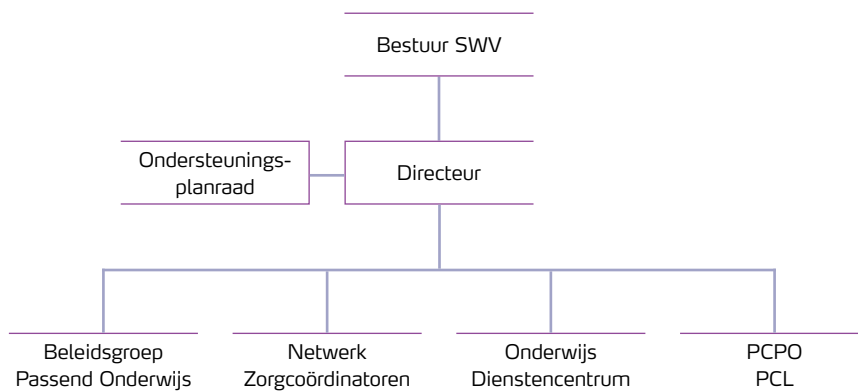 Bestuur SWV
Ondersteunings-
planraad
Directeur
Beleidsgroep
Passend Onderwijs
Netwerk
Zorgcoördinatoren
Onderwijs
Dienstencentrum
PCPO
PCL